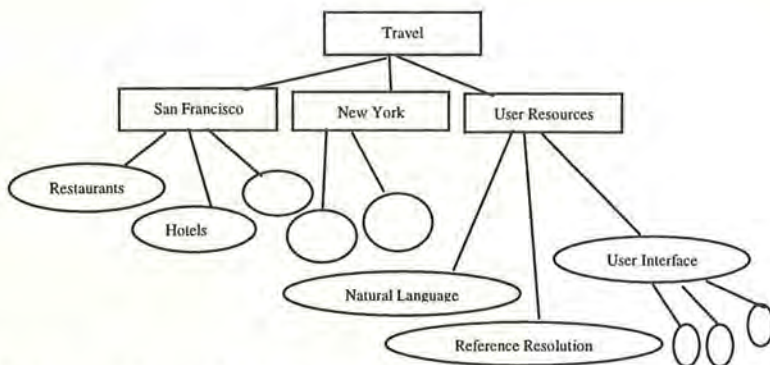 Travel
San Francisco
New York
User Resources
Restaurants
Hotels
User Interface
Natural Language
Reference Resolution